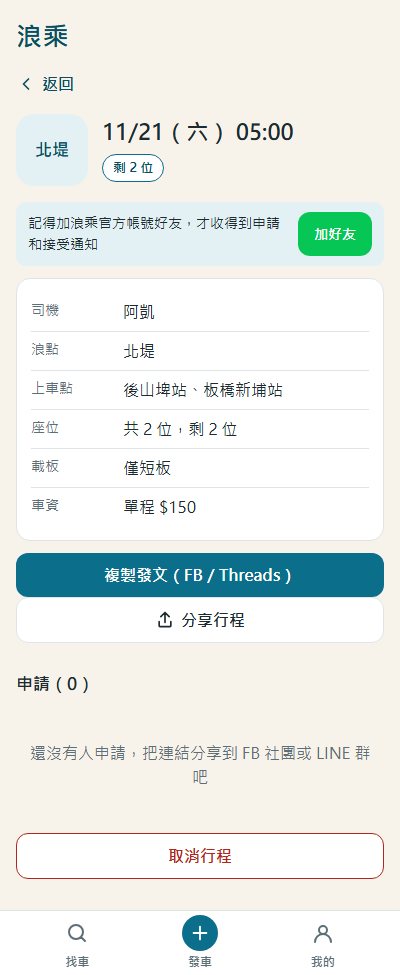 浪乘
返回
北堤
11/21（六）05:00
剩 2 位
記得加浪乘官方帳號好友，才收得到申請
和接受通知
加好友
司機 阿凱
浪點 北堤
上車點 後山埤站、板橋新埔站
座位 共 2 位，剩 2 位
載板 僅短板
車資 單程 $150
複製發文（FB / Threads）
分享行程
申請（0）
還沒有人申請，把連結分享到 FB 社團或 LINE 群
吧
取消行程
找車 發車 我的